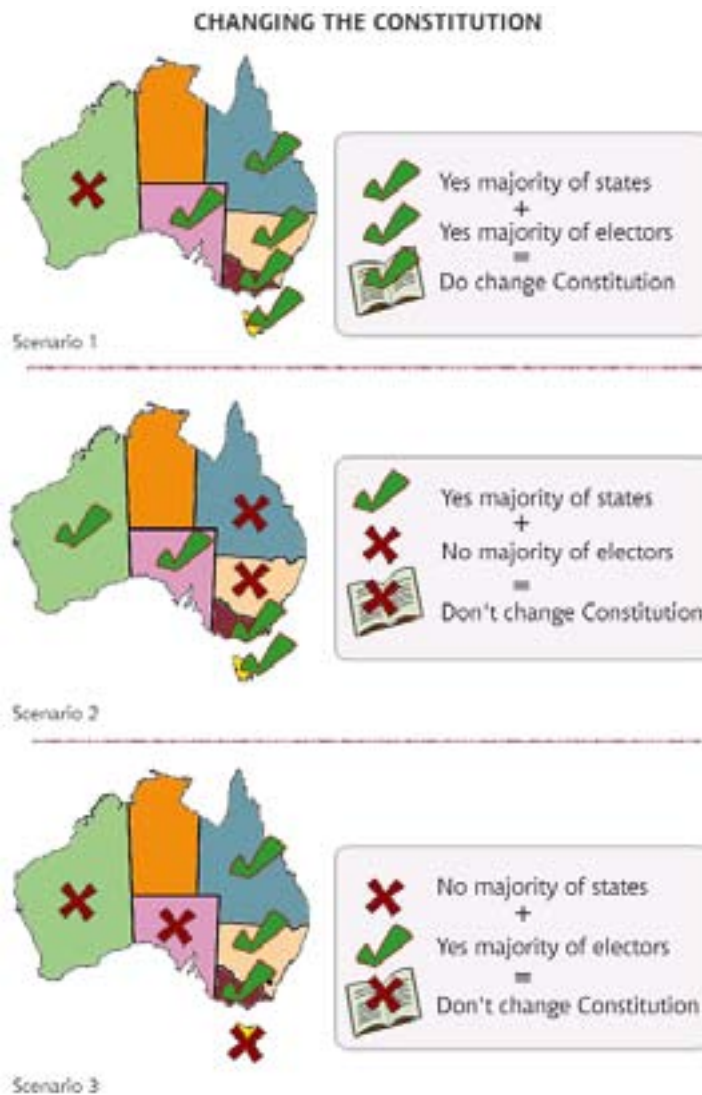 CHANGING THE CONSTITUTION
Yes majority of states
+
Yes majority of electors
=
Do change Constitution
Scenario 1
Yes majority of states
+
No majority of electors
=
Don't change Constitution
Scenario 2
No majority of states
+
Yes majority of electors
=
Don't change Constitution
Scenario 3